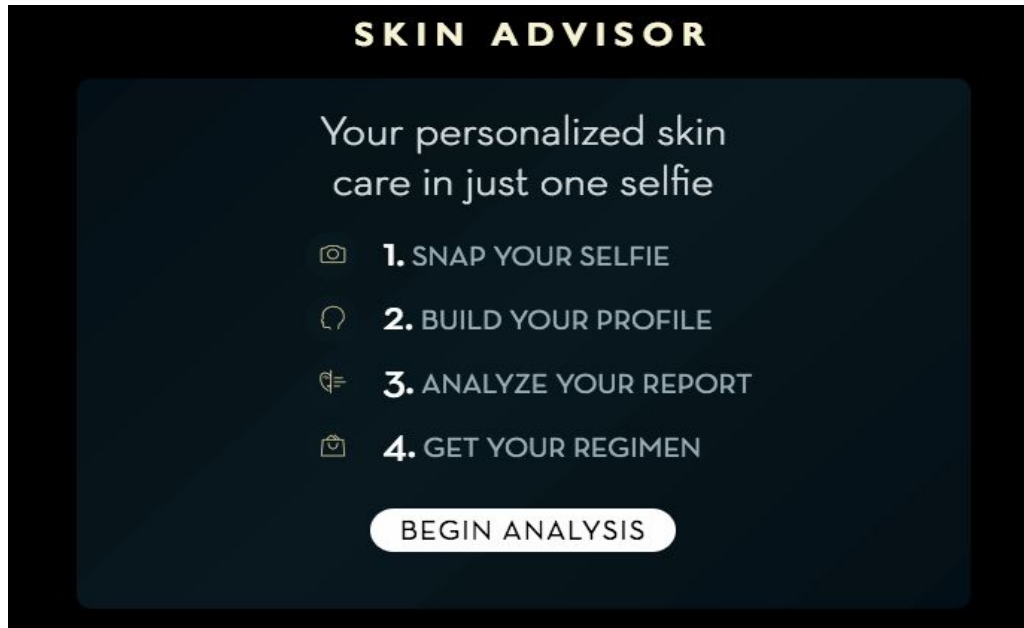 SKIN ADVISOR
Your personalized skin
care in just one selfie
1. SNAP YOUR SELFIE
2. BUILD YOUR PROFILE
3. ANALYZE YOUR REPORT
4. GET YOUR REGIMEN
BEGIN ANALYSIS